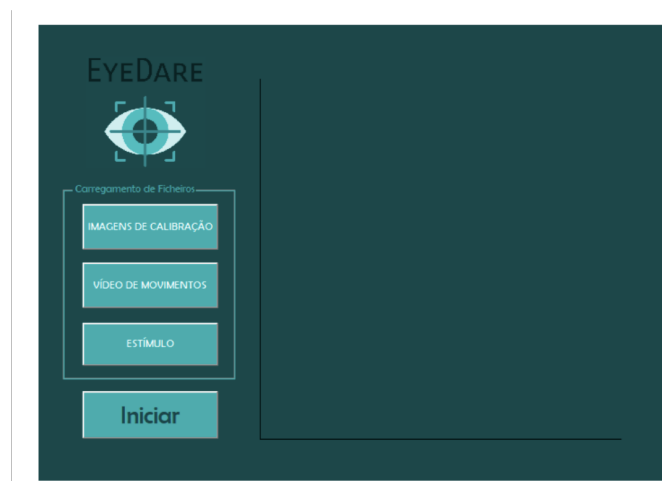 EYEDARE
Carregamento de Ficheiros
IMAGENS DE CALIBRAÇÃO
VÍDEO DE MOVIMENTOS
ESTÍMULO
Iniciar